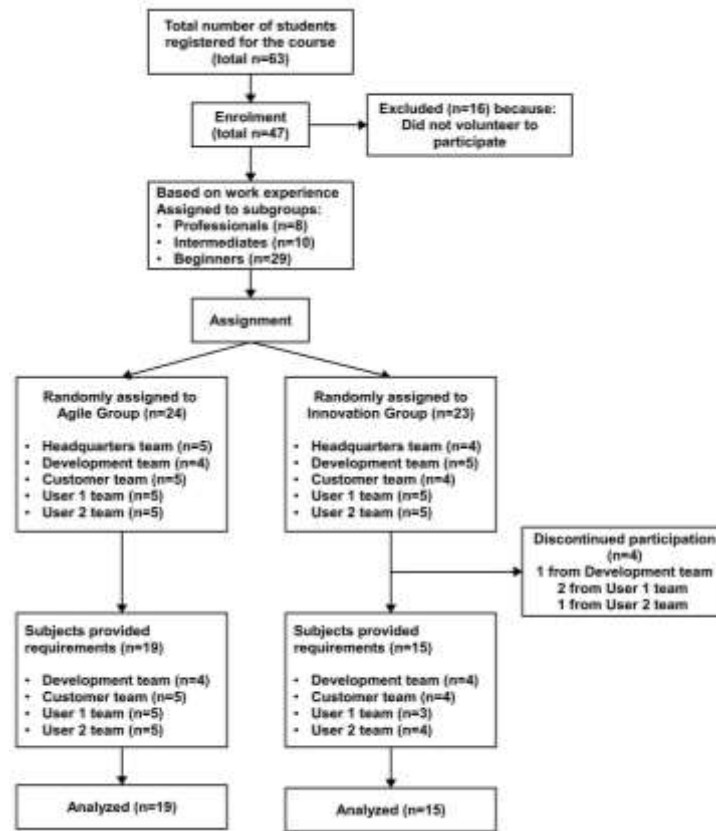 Total number of students
registered for the course
(total n=63)
Enrolment
(total n=47)
Excluded (n=16) because:
Did not volunteer to
participate
Based on work experience
Assigned to subgroups:
• Professionals (n=8)
• Intermediates (n=10)
• Beginners (n=29)
Assignment
Randomly assigned to
Agile Group (n=24)
• Headquarters team (n=5)
• Development team (n=4)
• Customer team (n=5)
• User 1 team (n=5)
• User 2 team (n=5)
Randomly assigned to
Innovation Group (n=23)
• Headquarters team (n=4)
• Development team (n=5)
• Customer team (n=4)
• User 1 team (n=5)
• User 2 team (n=5)
Discontinued participation
(n=4)
1 from Development team
2 from User 1 team
1 from User 2 team
Subjects provided
requirements (n=19)
• Development team (n=4)
• Customer team (n=5)
• User 1 team (n=5)
• User 2 team (n=5)
Subjects provided
requirements (n=15)
• Development team (n=4)
• Customer team (n=4)
• User 1 team (n=3)
• User 2 team (n=4)
Analyzed (n=19)
Analyzed (n=15)